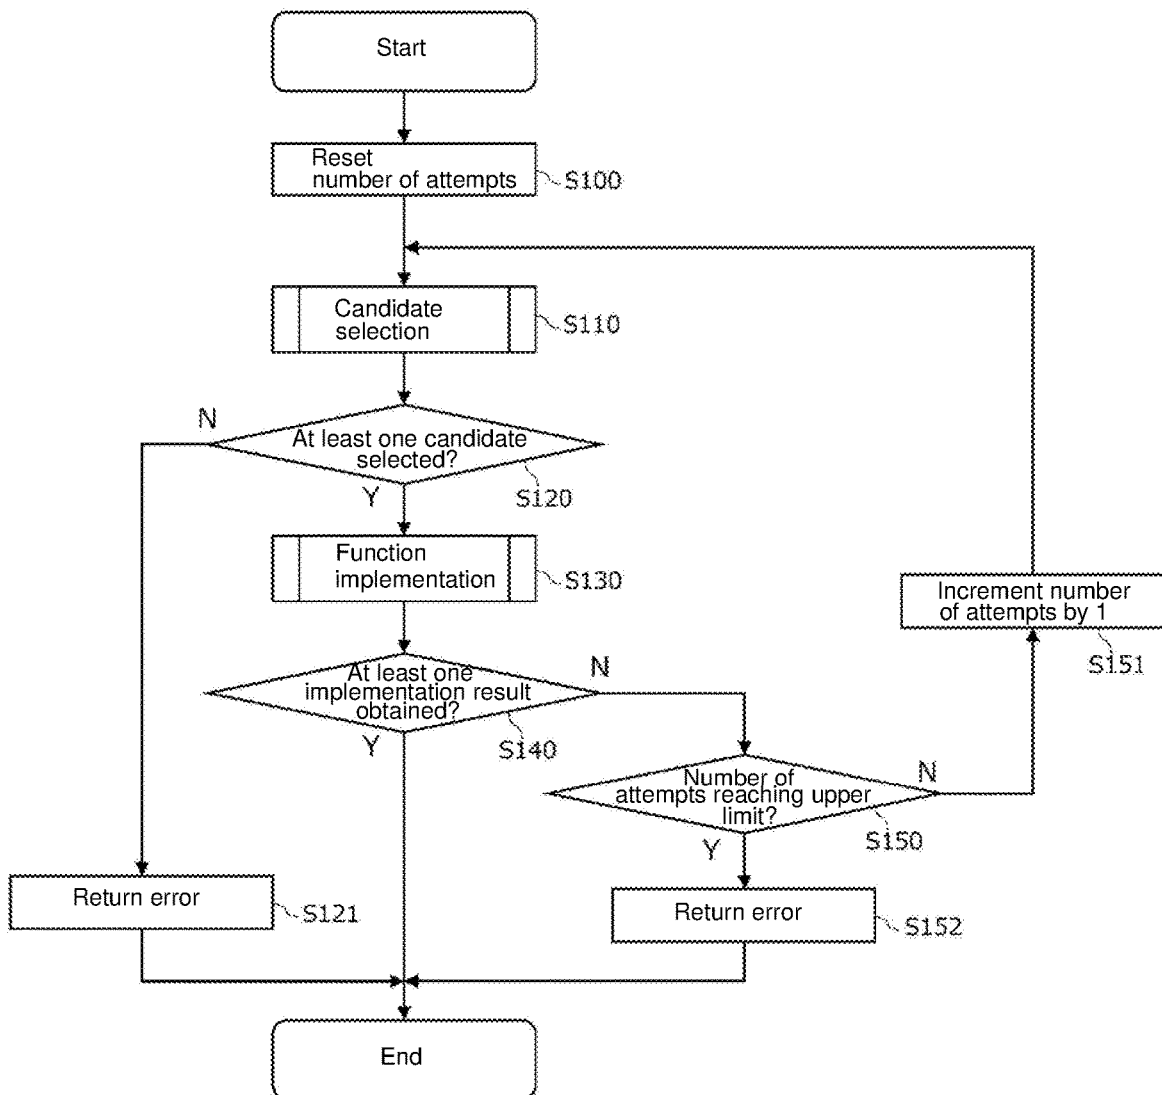 Start
Reset
number of attempts
S100
Candidate
selection
S110
N
At least one candidate
selected?
S120
Y
Function
implementation
S130
Increment number
of attempts by 1
S151
At least one
implementation result
obtained?
N
S140
Y
Number of
attempts reaching upper
limit?
N
S150
Y
Return error
S121
Return error
S152
End